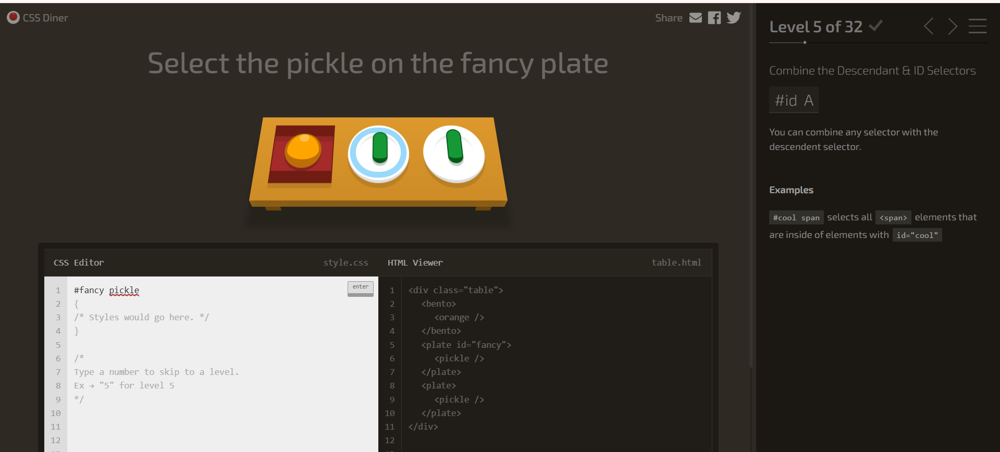 CSS Diner
Share
Select the pickle on the fancy plate
CSS Editor
style.css
1 #fancy pickle
enter
2 {
3 /* Styles would go here. */
4 }
5
6 /*
7 Type a number to skip to a level.
8 Ex → "5" for level 5
9 */
10
11
12
HTML Viewer
table.html
1 <div class="table">
2 <bento>
3 <orange />
4 </bento>
5 <plate id="fancy">
6 <pickle />
7 </plate>
8 <plate>
9 <pickle />
10 </plate>
11 </div>
12
Level 5 of 32
Combine the Descendant & ID Selectors
#id A
You can combine any selector with the
descendent selector.
Examples
#cool span selects all <span> elements that
are inside of elements with id="cool"